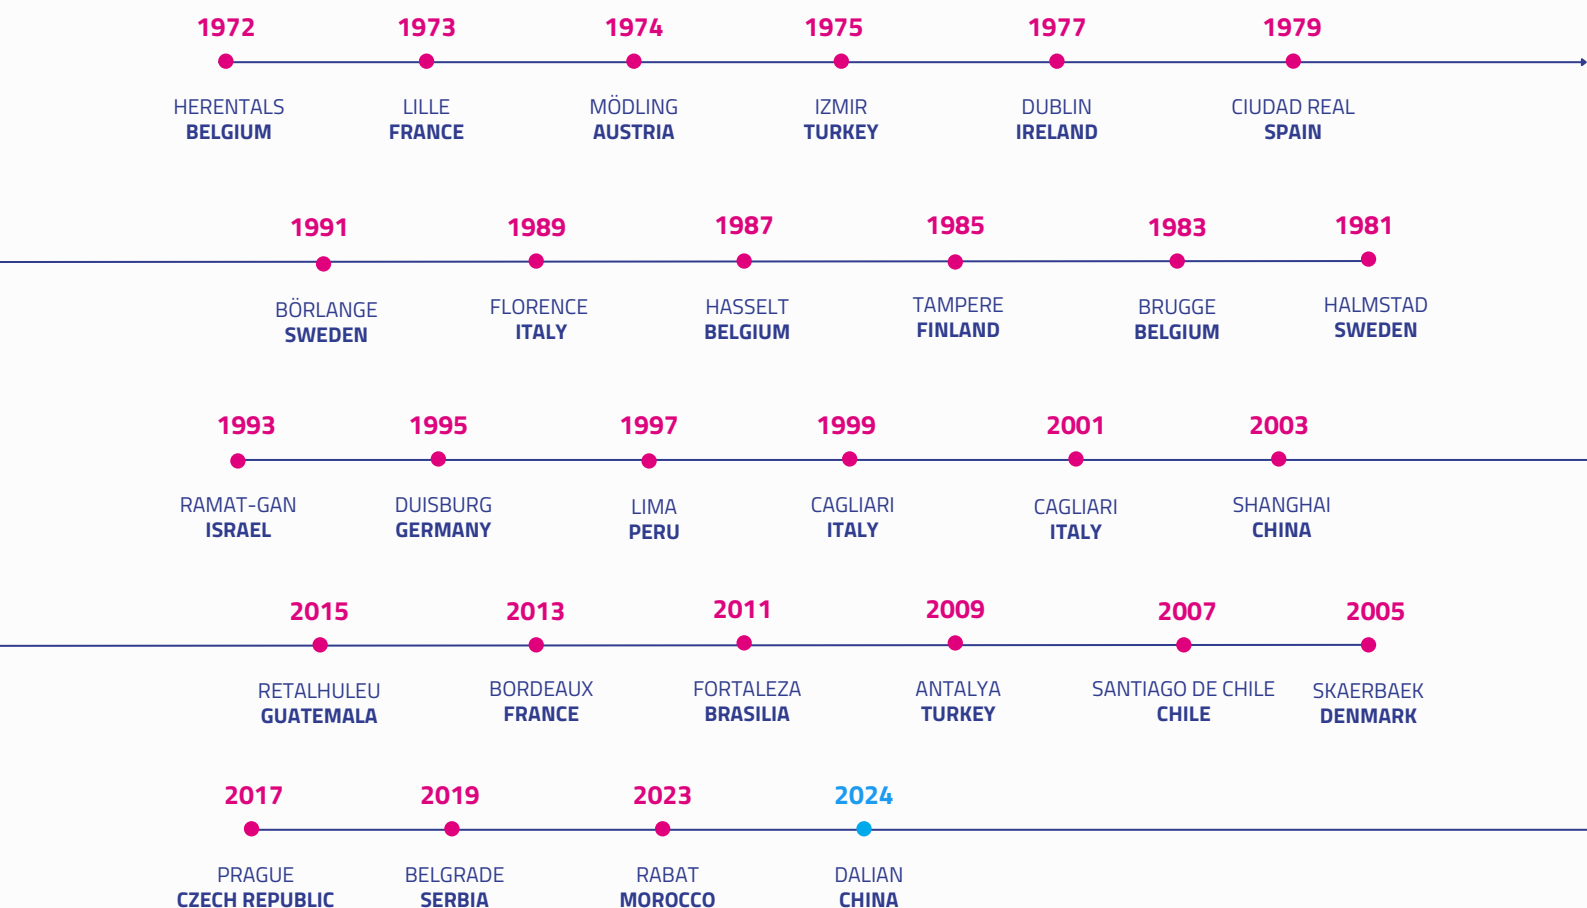 1972 1973 1974 1975 1977 1979
HERENTALS LILLE MÖDLING IZMIR DUBLIN CIUDAD REAL
BELGIUM FRANCE AUSTRIA TURKEY IRELAND SPAIN
1991 1989 1987 1985 1983 1981
BÖRLANGE FLORENCE HASSELT TAMPERE BRUGGE HALMSTAD
SWEDEN ITALY BELGIUM FINLAND BELGIUM SWEDEN
1993 1995 1997 1999 2001 2003
RAMAT-GAN DUISBURG LIMA CAGLIARI CAGLIARI SHANGHAI
ISRAEL GERMANY PERU ITALY ITALY CHINA
2015 2013 2011 2009 2007 2005
RETALHULEU BORDEAUX FORTALEZA ANTALYA SANTIAGO DE CHILE SKAERBAEK
GUATEMALA FRANCE BRASILIA TURKEY CHILE DENMARK
2017 2019 2023 2024
PRAGUE BELGRADE RABAT DALIAN
CZECH REPUBLIC SERBIA MOROCCO CHINA